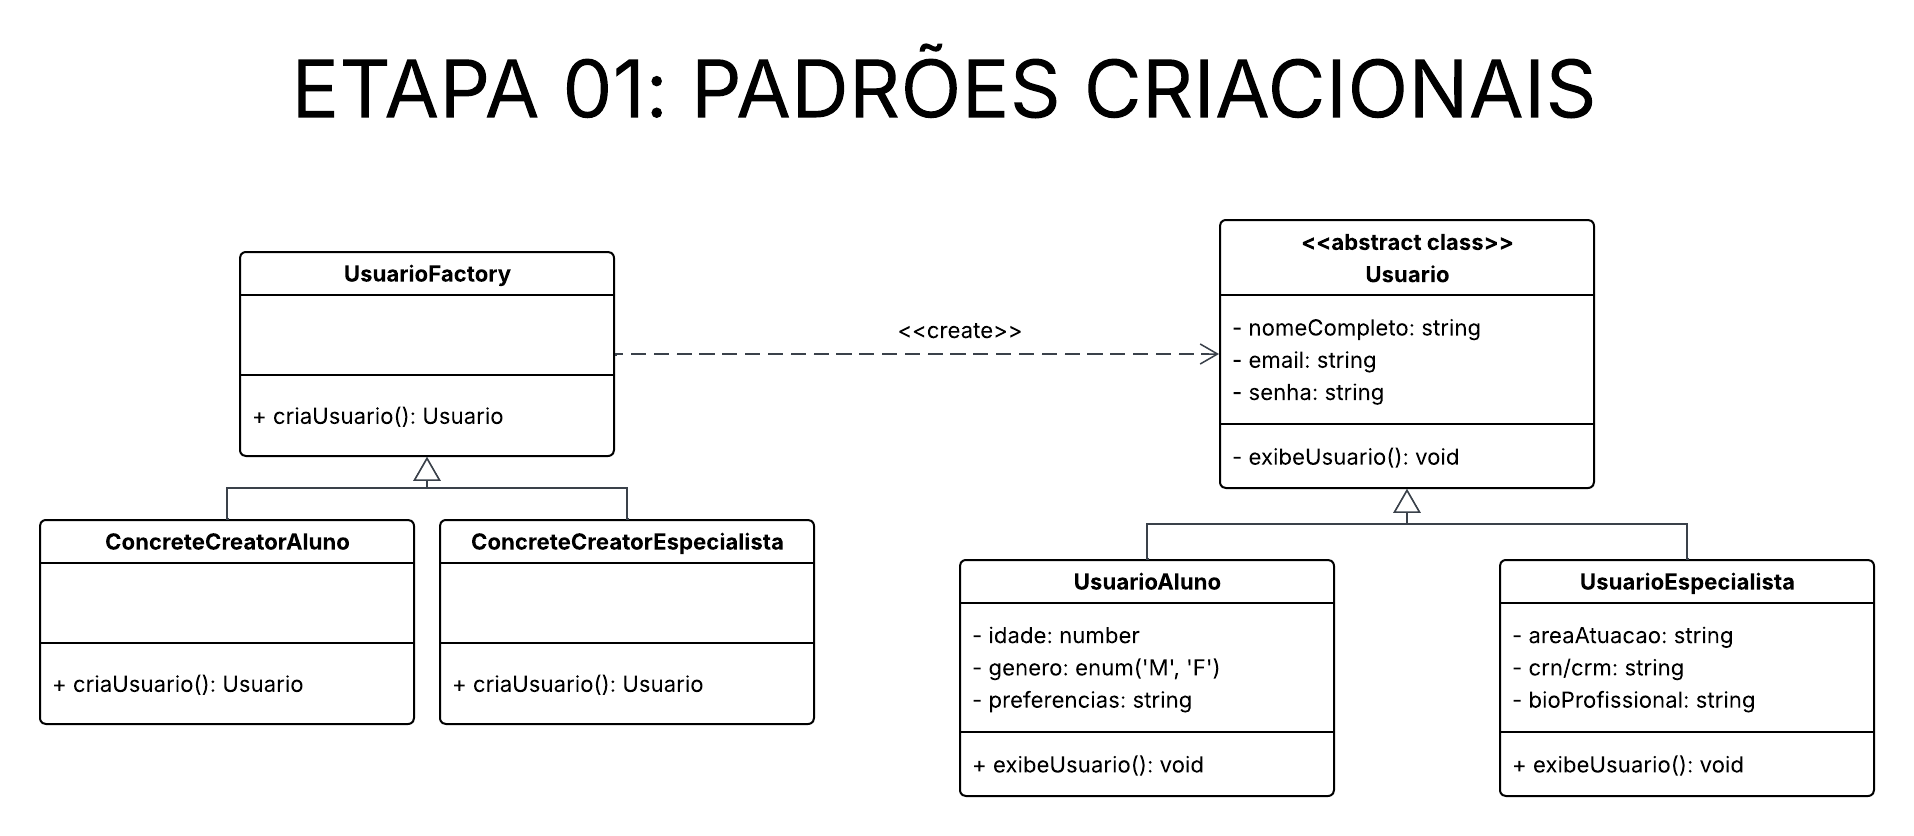 ETAPA 01: PADRÕES CRIACIONAIS
UsuarioFactory
+ criaUsuario(): Usuario
<<create>>
<<abstract class>>
Usuario
- nomeCompleto: string
- email: string
- senha: string
- exibeUsuario(): void
ConcreteCreatorAluno
+ criaUsuario(): Usuario
ConcreteCreatorEspecialista
+ criaUsuario(): Usuario
UsuarioAluno
- idade: number
- genero: enum('M', 'F')
- preferencias: string
+ exibeUsuario(): void
UsuarioEspecialista
- areaAtuacao: string
- crn/crm: string
- bioProfissional: string
+ exibeUsuario(): void